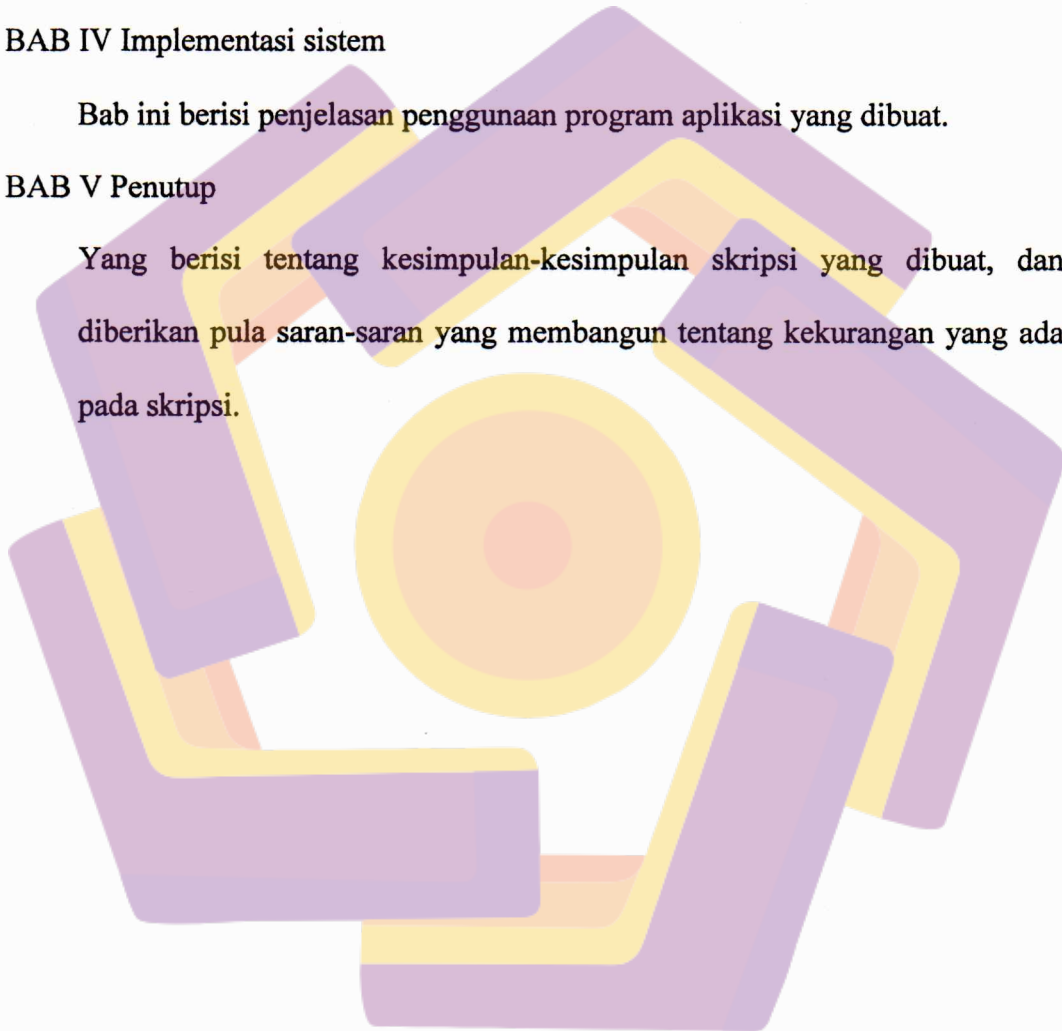 BAB IV Implementasi sistem
Bab ini berisi penjelasan penggunaan program aplikasi yang dibuat.
BAB V Penutup
Yang berisi tentang kesimpulan-kesimpulan skripsi yang dibuat, dan
diberikan pula saran-saran yang membangun tentang kekurangan yang ada
pada skripsi.